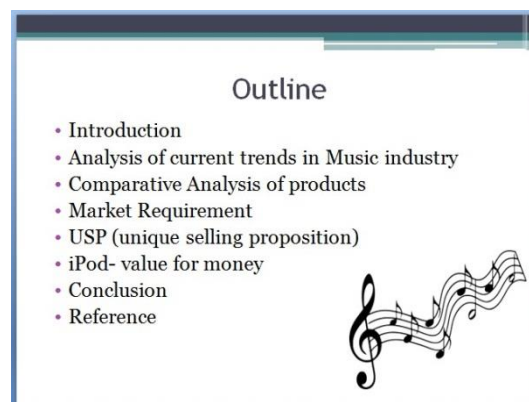 Outline
• Introduction
• Analysis of current trends in Music industry
• Comparative Analysis of products
• Market Requirement
• USP (unique selling proposition)
• iPod- value for money
• Conclusion
• Reference